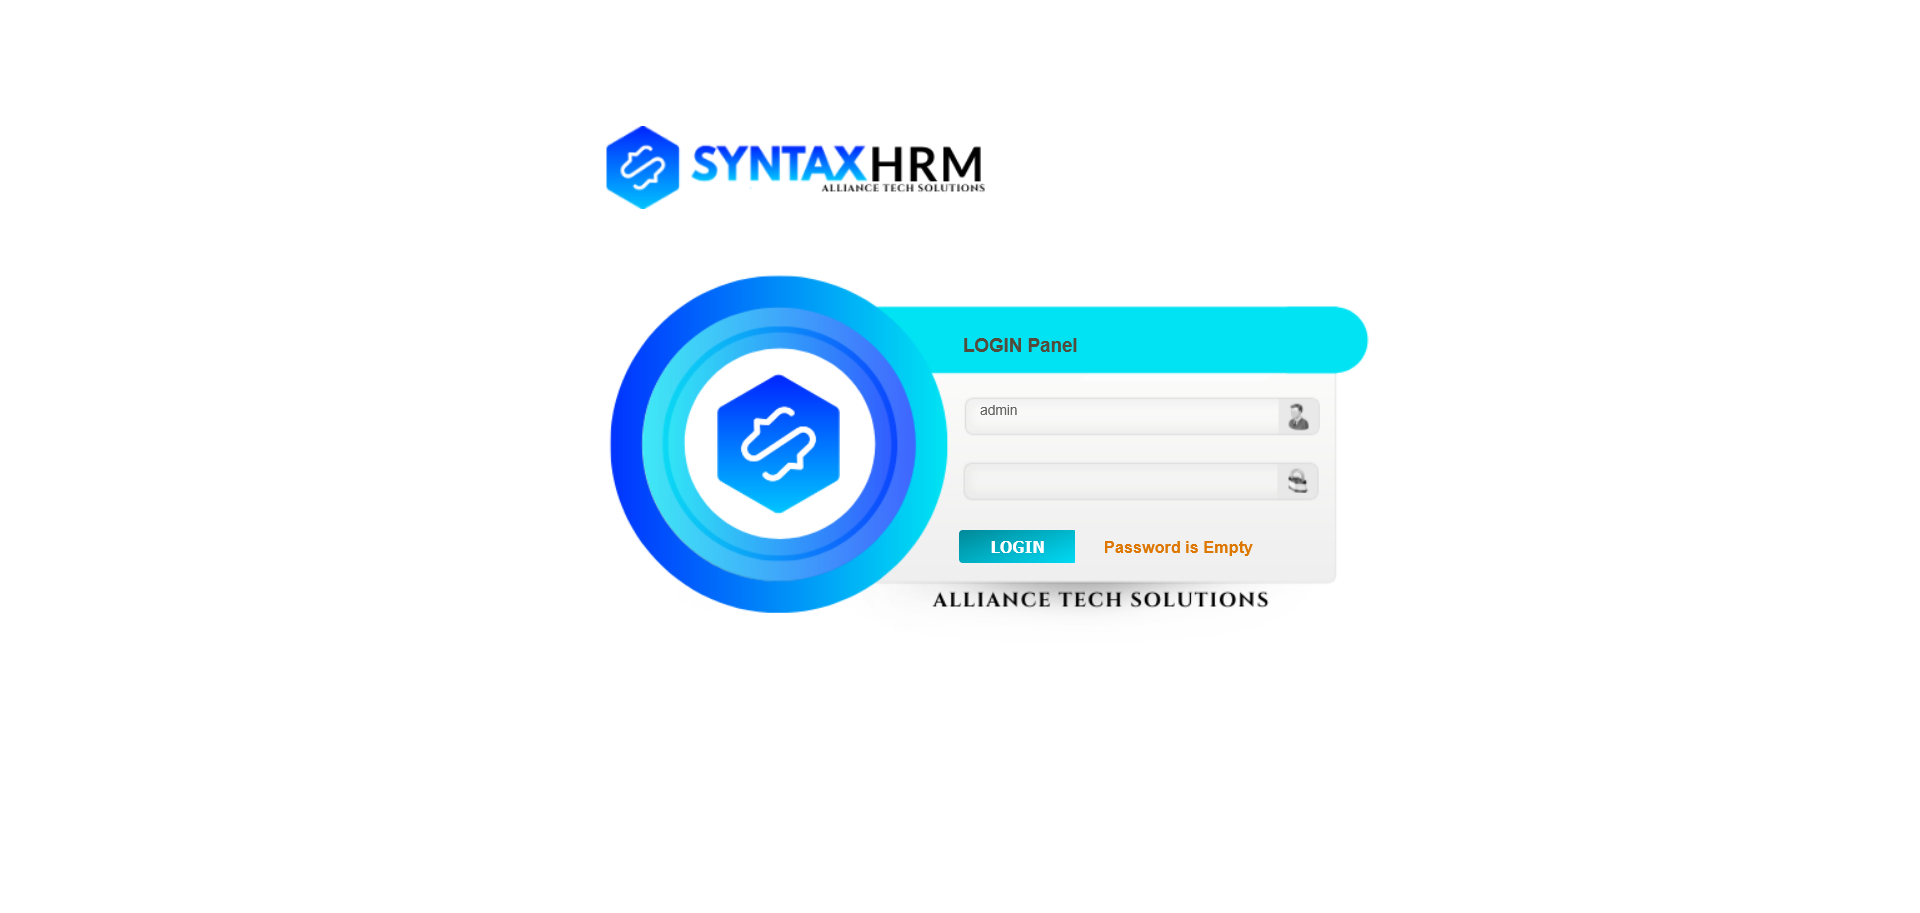 SYNTAXHRM
ALLIANCE TECH SOLUTIONS
LOGIN Panel
admin
LOGIN Password is Empty
ALLIANCE TECH SOLUTIONS